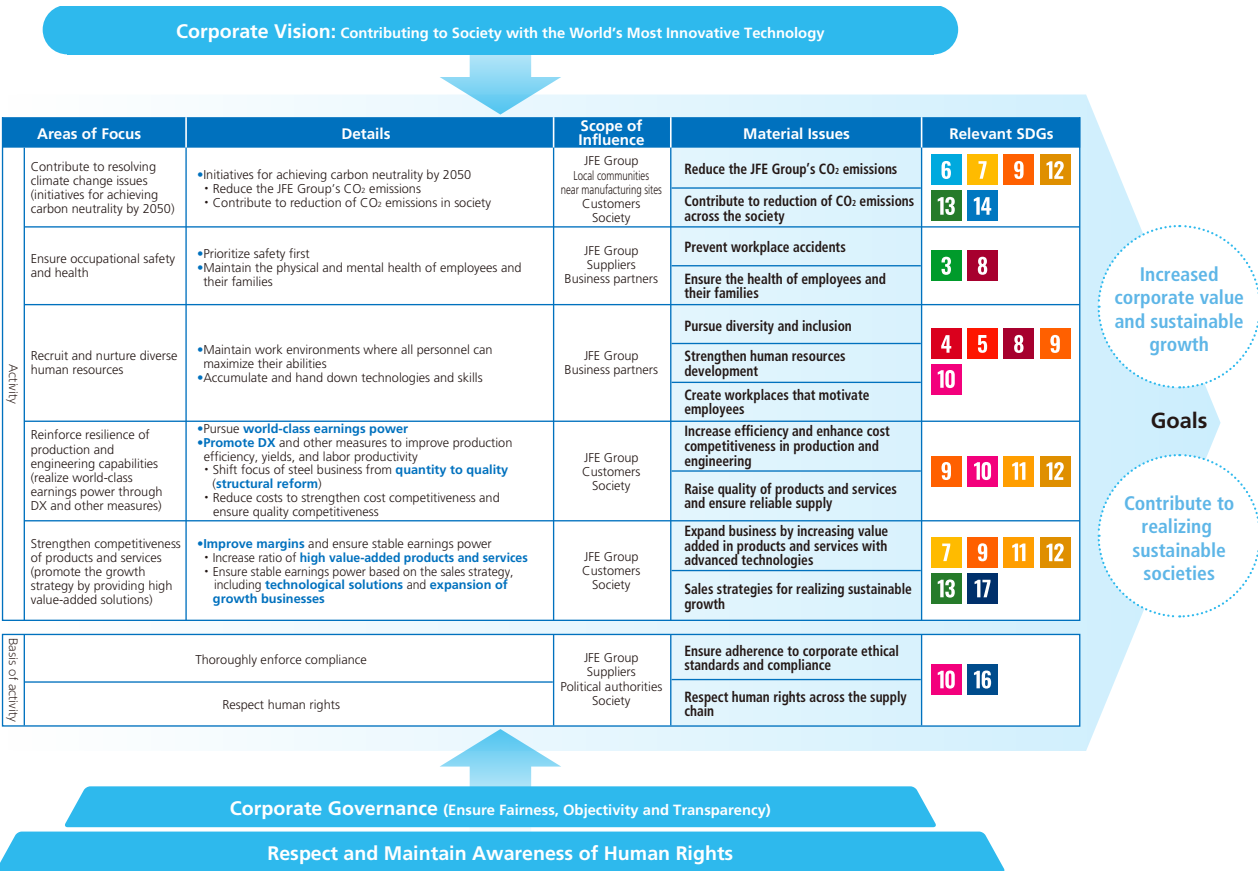 Corporate Vision: Contributing to Society with the World's Most Innovative Technology
Areas of Focus
Details
Scope of
Influence
Material Issues
Relevant SDGs
Activity
Contribute to resolving
climate change issues
(initiatives for achieving
carbon neutrality by 2050)
•Initiatives for achieving carbon neutrality by 2050
• Reduce the JFE Group's CO₂ emissions
• Contribute to reduction of CO₂ emissions in society
JFE Group
Local communities
near manufacturing sites
Customers
Society
Reduce the JFE Group's CO₂ emissions
Contribute to reduction of CO₂ emissions
across the society
6 7 9 12
13 14
Ensure occupational safety
and health
•Prioritize safety first
•Maintain the physical and mental health of employees and
their families
JFE Group
Suppliers
Business partners
Prevent workplace accidents
Ensure the health of employees and
their families
3 8
Recruit and nurture diverse
human resources
•Maintain work environments where all personnel can
maximize their abilities
•Accumulate and hand down technologies and skills
JFE Group
Business partners
Pursue diversity and inclusion
Strengthen human resources
development
Create workplaces that motivate
employees
4 5 8 9
10
Reinforce resilience of
production and
engineering capabilities
(realize world-class
earnings power through
DX and other measures)
•Pursue world-class earnings power
•Promote DX and other measures to improve production
efficiency, yields, and labor productivity
• Shift focus of steel business from quantity to quality
(structural reform)
• Reduce costs to strengthen cost competitiveness and
ensure quality competitiveness
JFE Group
Customers
Society
Increase efficiency and enhance cost
competitiveness in production and
engineering
Raise quality of products and services
and ensure reliable supply
9 10 11 12
Strengthen competitiveness
of products and services
(promote the growth
strategy by providing high
value-added solutions)
•Improve margins and ensure stable earnings power
• Increase ratio of high value-added products and services
• Ensure stable earnings power based on the sales strategy,
including technological solutions and expansion of
growth businesses
JFE Group
Customers
Society
Expand business by increasing value
added in products and services with
advanced technologies
Sales strategies for realizing sustainable
growth
7 9 11 12
13 17
Basis of activity
Thoroughly enforce compliance
Respect human rights
JFE Group
Suppliers
Political authorities
Society
Ensure adherence to corporate ethical
standards and compliance
Respect human rights across the supply
chain
10 16
Increased
corporate value
and sustainable
growth
Goals
Contribute to
realizing
sustainable
societies
Corporate Governance (Ensure Fairness, Objectivity and Transparency)
Respect and Maintain Awareness of Human Rights